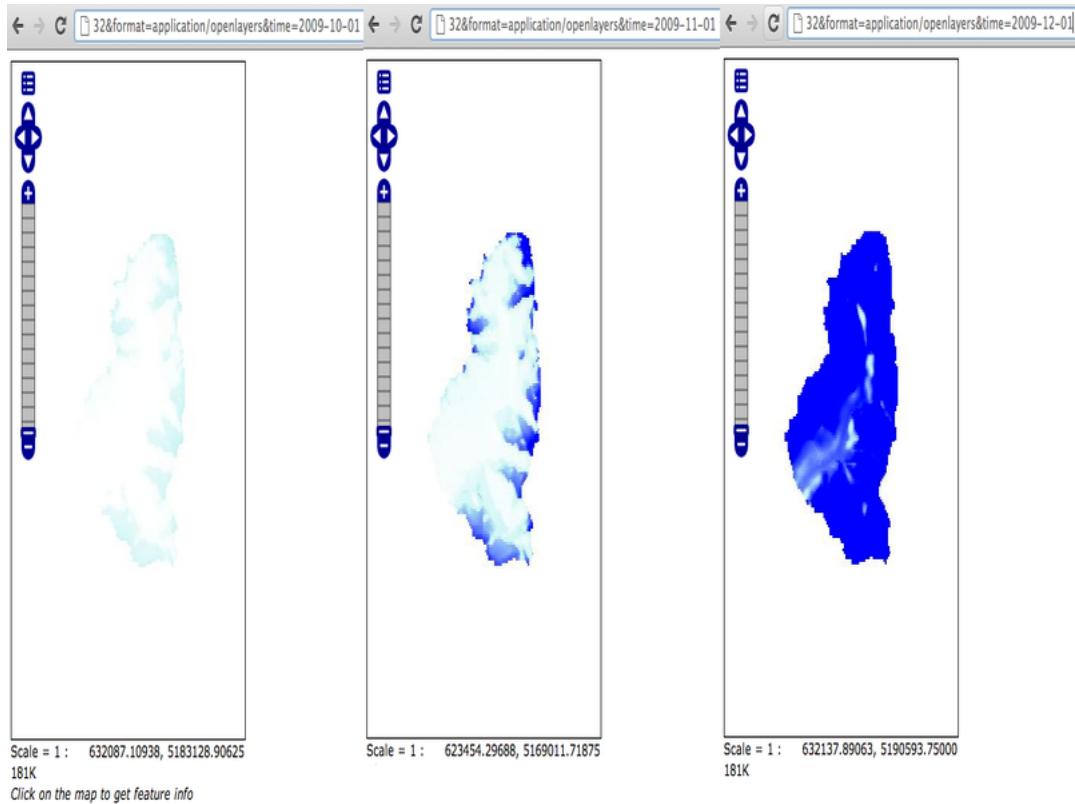 32&format=application/openlayers&time=2009-10-01
32&format=application/openlayers&time=2009-11-01
32&format=application/openlayers&time=2009-12-01
Scale = 1 : 632087.10938, 5183128.90625
181K
Click on the map to get feature info
Scale = 1 : 623454.29688, 5169011.71875
Scale = 1 : 632137.89063, 5190593.75000
181K